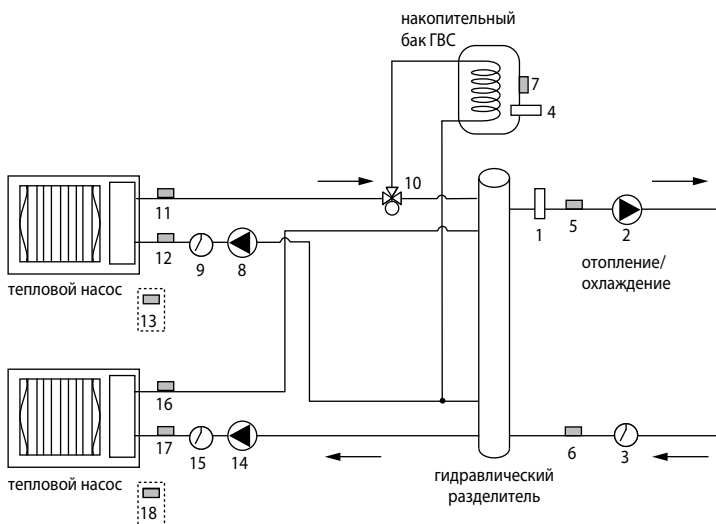 накопительный
бак ГВС
7
4
10
11
1
5
2
12
9
8
отопление/
охлаждение
тепловой насос
13
16
17
15
14
6
3
тепловой насос
гидравлический
разделитель
18